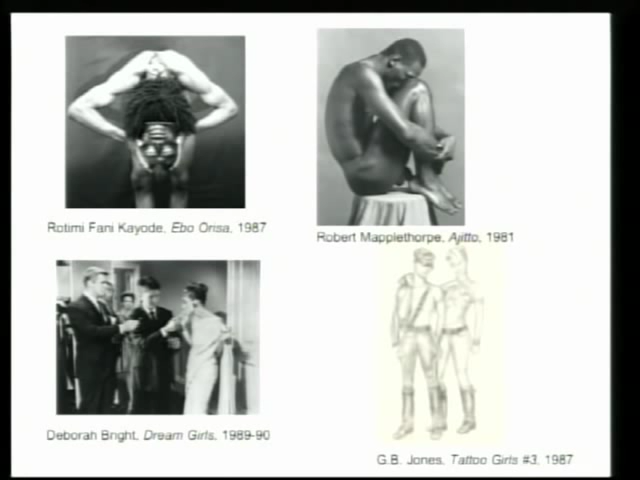 Rotimi Fani Kayode, Ebo Orisa, 1987
Robert Mapplethorpe, Ajitto, 1981
Deborah Bright, Dream Girls, 1989-90
G.B. Jones, Tattoo Girls #3, 1987